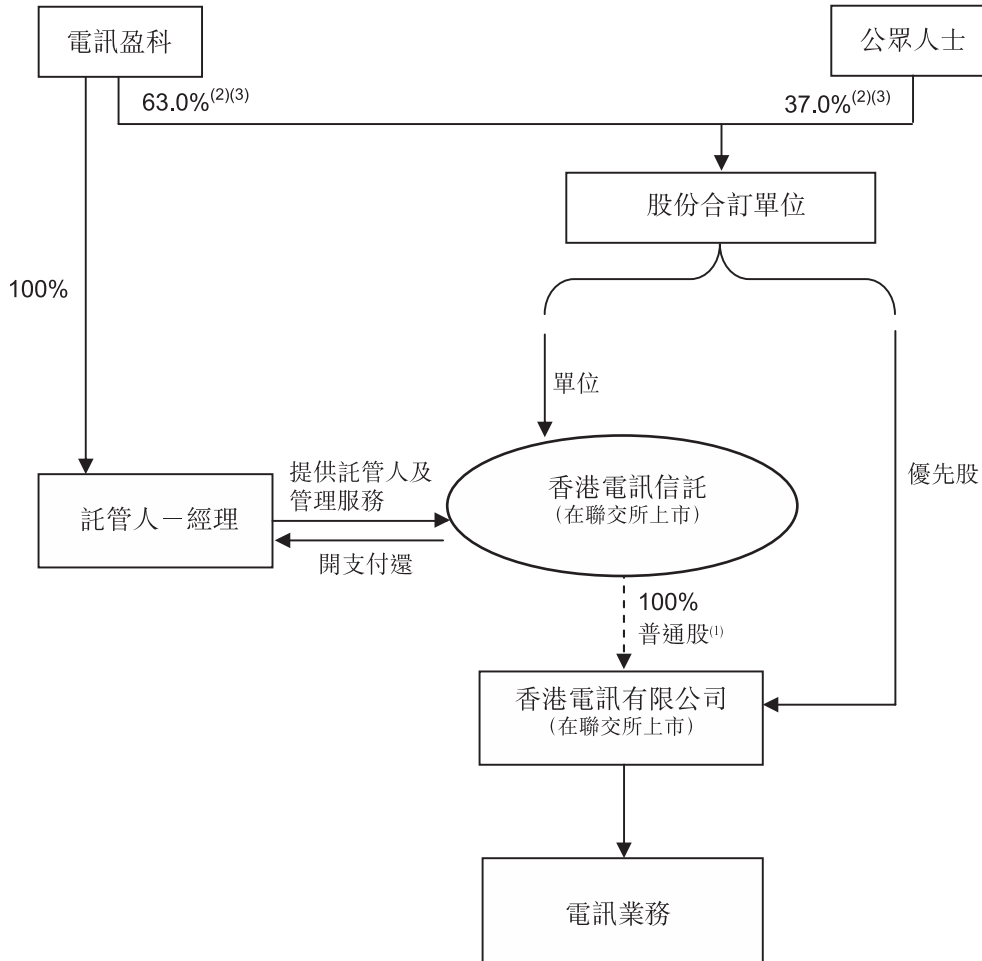 電訊盈科
公眾人士
63.0%(2)(3)
37.0%(2)(3)
股份合訂單位
100%
單位
優先股
提供託管人及
管理服務
託管人－經理
香港電訊信託
（在聯交所上市）
開支付還
100%
普通股(1)
香港電訊有限公司
（在聯交所上市）
電訊業務